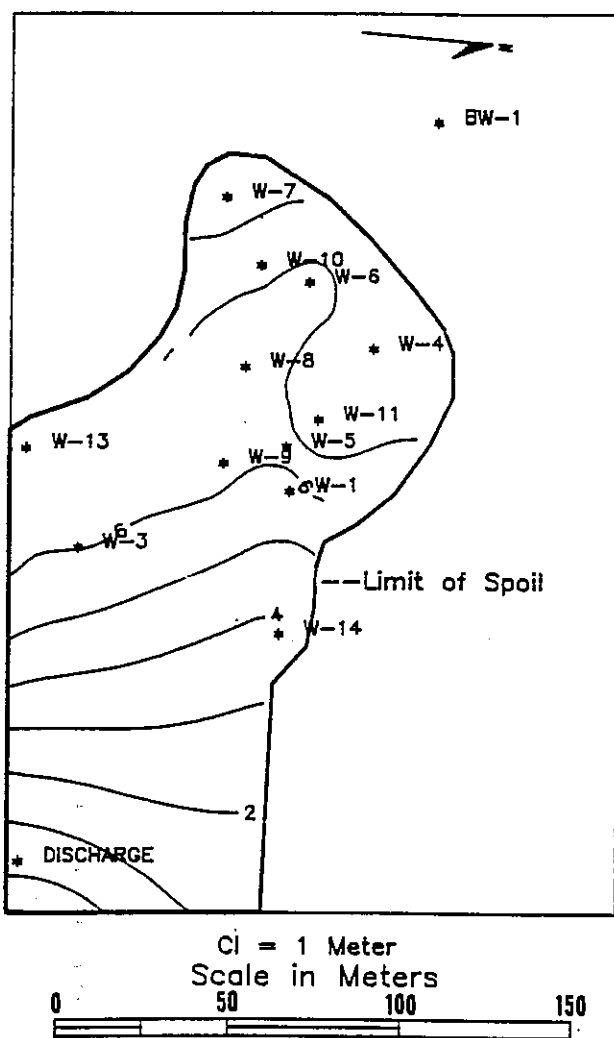 BW-1
W-7
W-10
W-6
W-4
W-8
W-11
W-13
W-5
W-9
6
W-1
6
W-3
Limit of Spoil
4
W-14
2
DISCHARGE
CI = 1 Meter
Scale in Meters
0 50 100 150